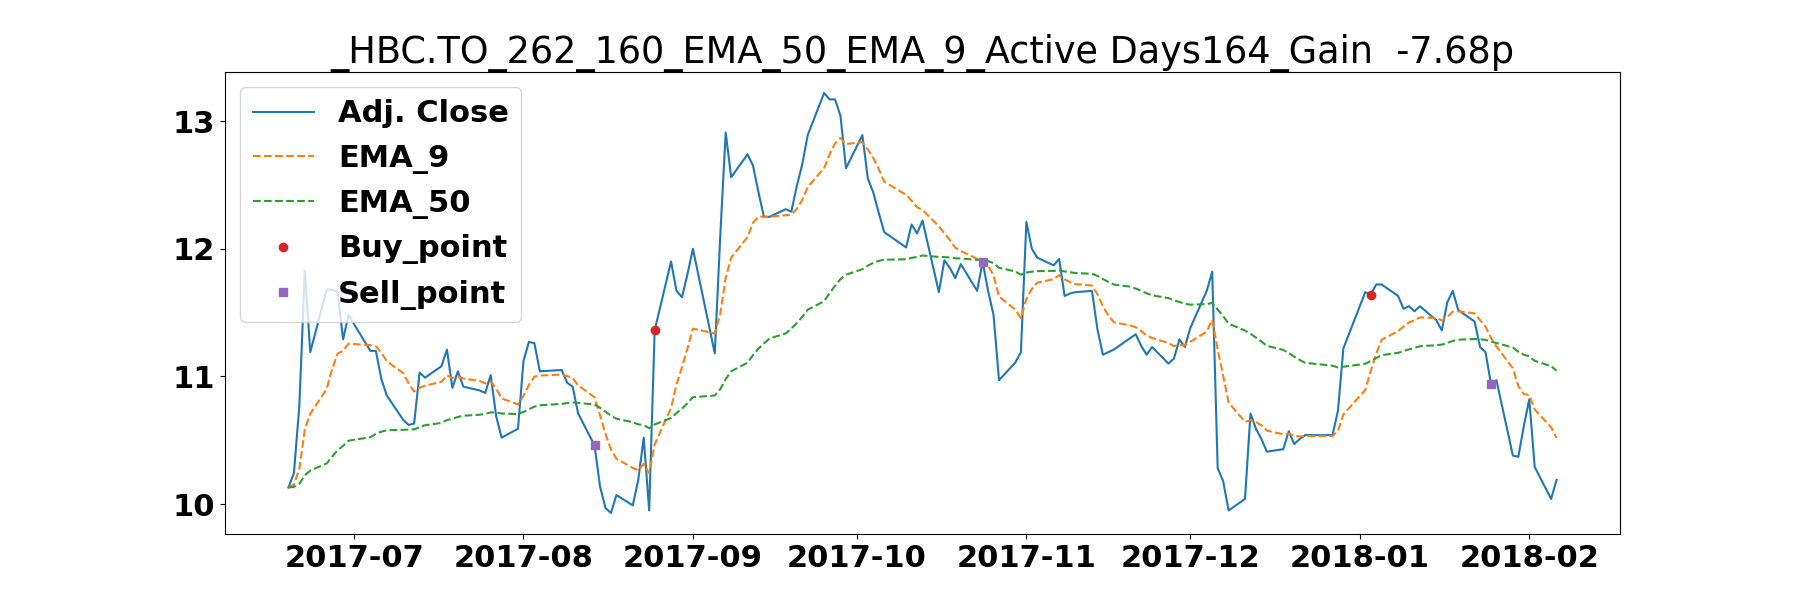 _HBC.TO_262_160_EMA_50_EMA_9_Active Days164_Gain  -7.68p
Adj. Close
EMA_9
EMA_50
Buy_point
Sell_point
13
12
11
10
2017-07 2017-08 2017-09 2017-10 2017-11 2017-12 2018-01 2018-02